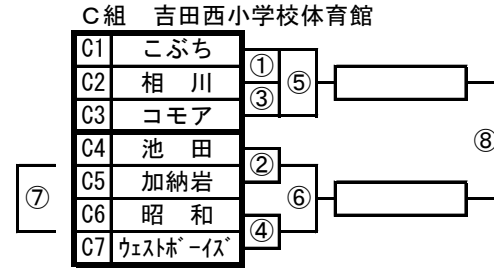 C組　吉田西小学校体育館
C1 こぶち ①
C2 相　川 ③ ⑤
C3 コモア
C4 池　田 ② ⑧
⑦ C5 加納岩 ⑥
C6 昭　和 ④
C7 ｳｪｽﾄﾎﾞｰｲｽﾞ